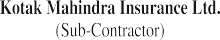 Kotak Mahindra Insurance Ltd.
(Sub-Contractor)